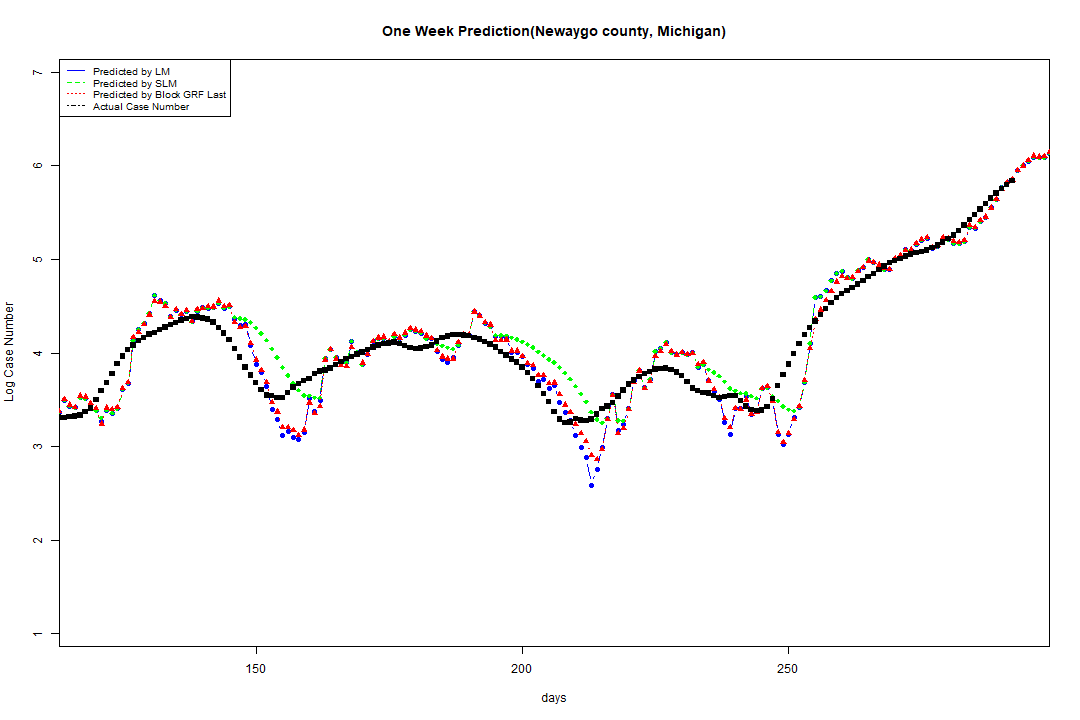 One Week Prediction(Newaygo county, Michigan)
Predicted by LM
Predicted by SLM
Predicted by Block GRF Last
Actual Case Number
7
6
5
4
3
2
1
Log Case Number
150 200 250
days